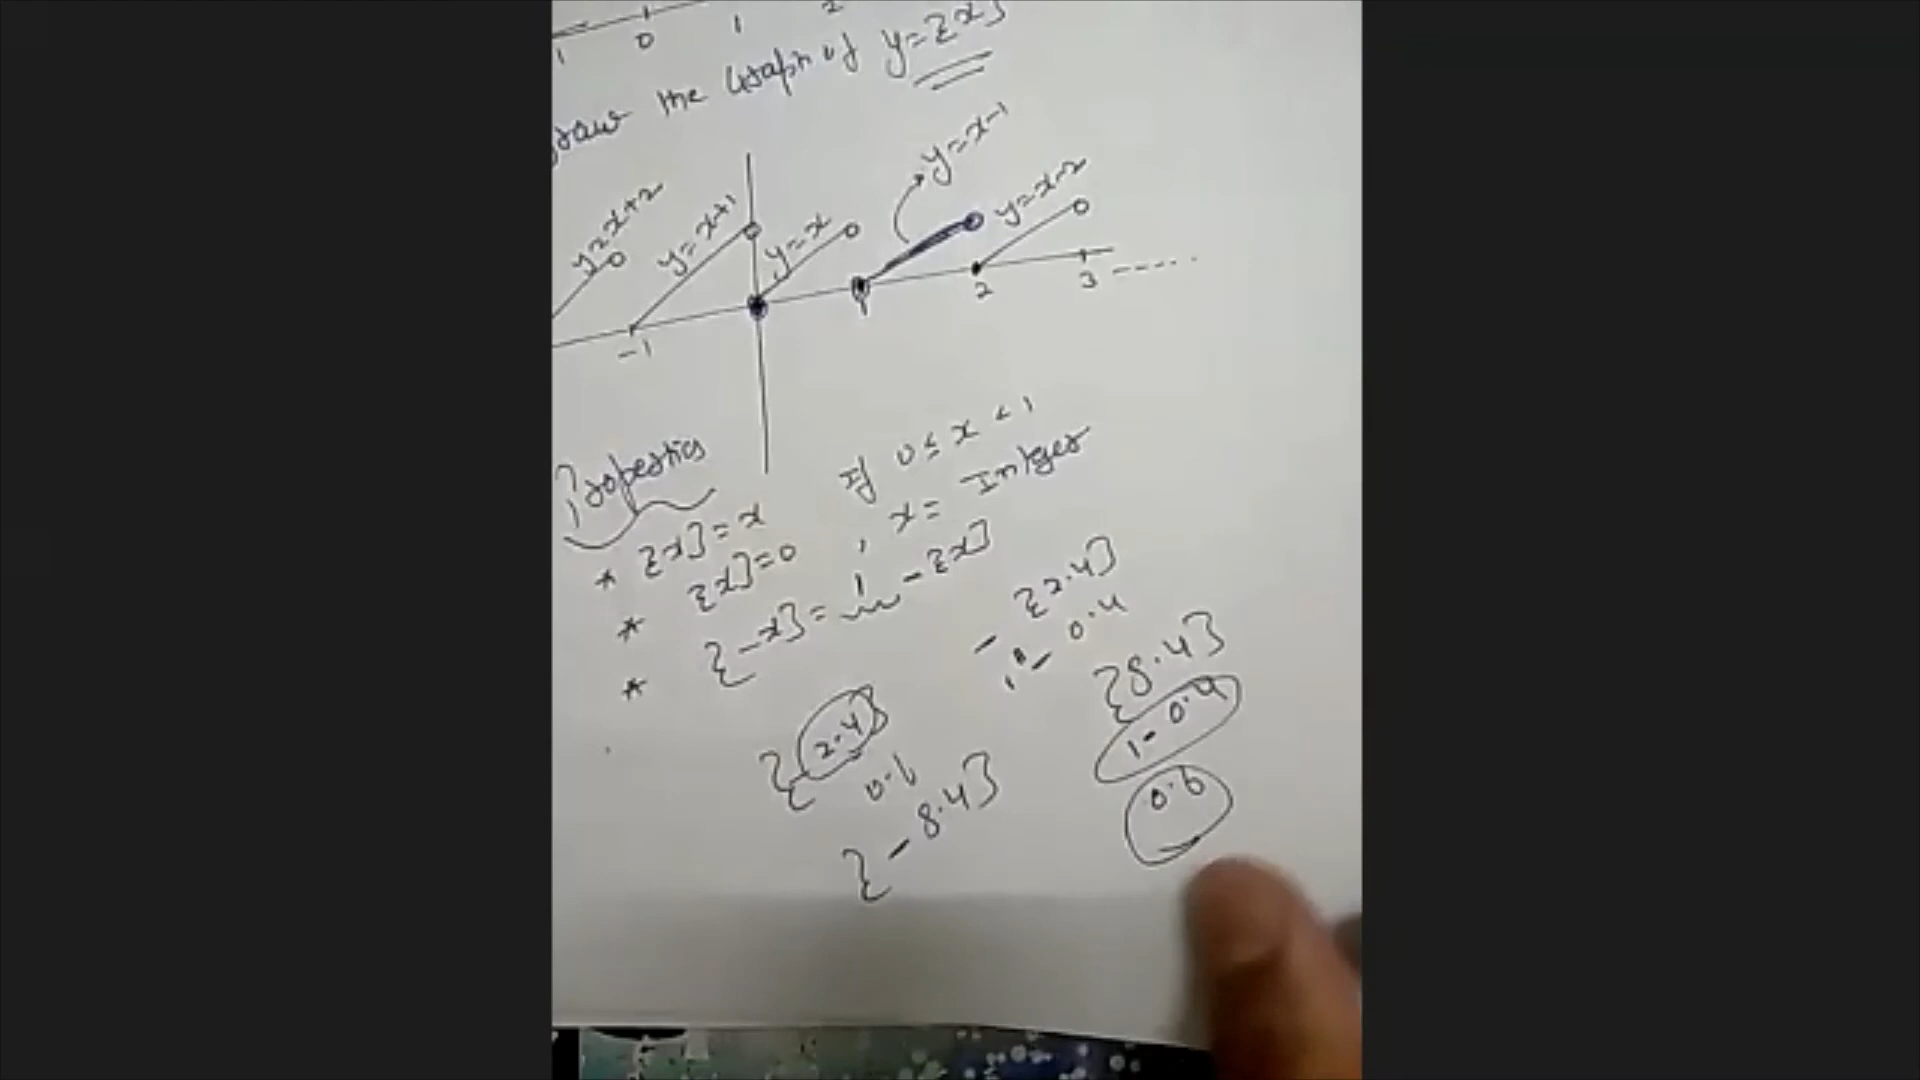 1 0 1 2
Draw the Graph of y={x}
y=x-1
y=x+2 y=x+1 y=x y=x-2
-1 1 2 3 -----
Properties
* {x}=x If 0≤x<1
* {x}=0 , x= Integer
* {-x}= 1 -{x}
- {2.4}
1 - 0.4
{8.4}
1-0.4
0.6
{-2.4}
0.6
{-8.4}